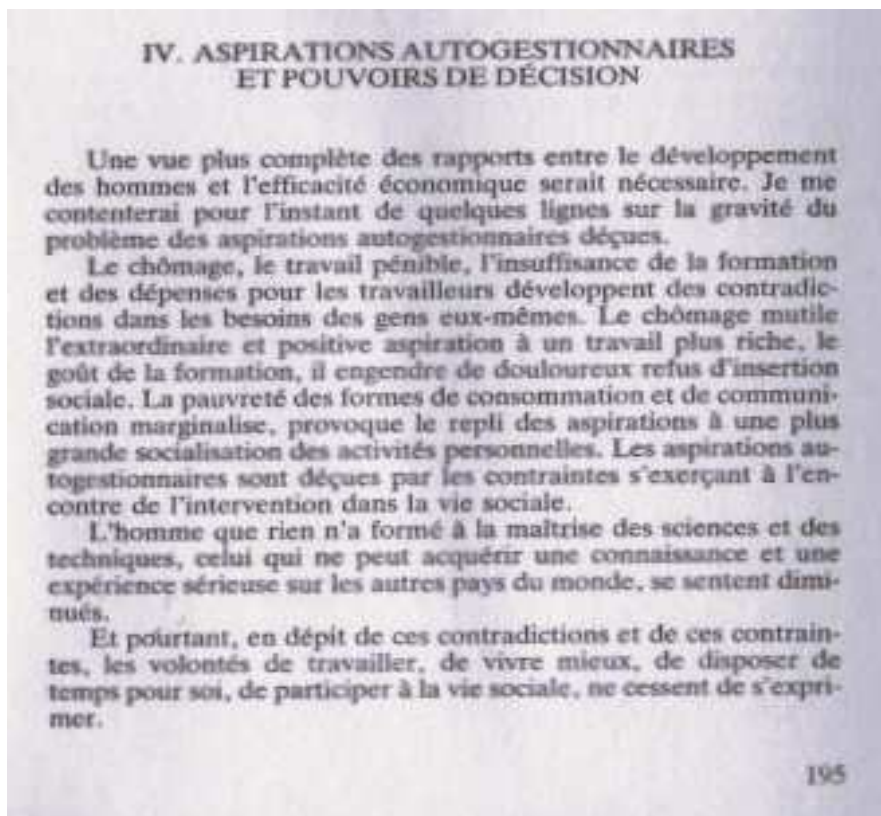 IV. ASPIRATIONS AUTOGESTIONNAIRES
ET POUVOIRS DE DÉCISION
Une vue plus complète des rapports entre le développement
des hommes et l'efficacité économique serait nécessaire. Je me
contenterai pour l'instant de quelques lignes sur la gravité du
problème des aspirations autogestionnaires déçues.
Le chômage, le travail pénible, l'insuffisance de la formation
et des dépenses pour les travailleurs développent des contradic-
tions dans les besoins des gens eux-mêmes. Le chômage mutile
l'extraordinaire et positive aspiration à un travail plus riche, le
goût de la formation, il engendre de douloureux refus d'insertion
sociale. La pauvreté des formes de consommation et de communi-
cation marginalise, provoque le repli des aspirations à une plus
grande socialisation des activités personnelles. Les aspirations au-
togestionnaires sont déçues par les contraintes s'exerçant à l'en-
contre de l'intervention dans la vie sociale.
L'homme que rien n'a formé à la maîtrise des sciences et des
techniques, celui qui ne peut acquérir une connaissance et une
expérience sérieuse sur les autres pays du monde, se sentent dimi-
nués.
Et pourtant, en dépit de ces contradictions et de ces contrain-
tes, les volontés de travailler, de vivre mieux, de disposer de
temps pour soi, de participer à la vie sociale, ne cessent de s'expri-
mer.
195